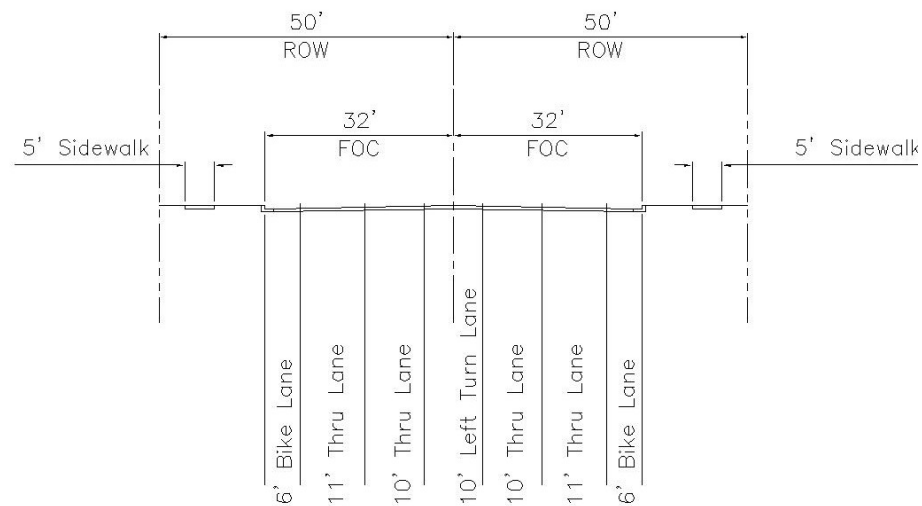 50'
ROW
50'
ROW
32'
FOC
32'
FOC
5' Sidewalk
5' Sidewalk
6' Bike Lane
11' Thru Lane
10' Thru Lane
10' Left Turn Lane
10' Thru Lane
11' Thru Lane
6' Bike Lane